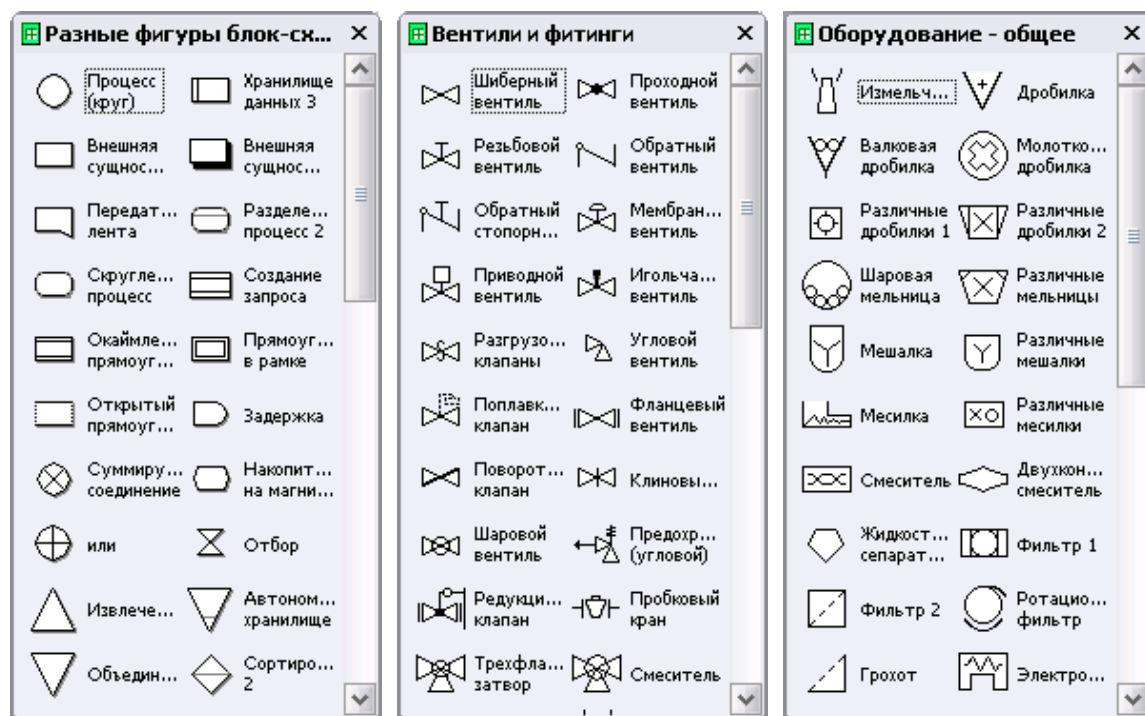 Разные фигуры блок-сх...
Процесс (круг)
Хранилище данных 3
Внешняя сущнос...
Внешняя сущнос...
Передат... лента
Разделе... процесс 2
Скругле... процесс
Создание запроса
Окаймле... прямоуг...
Прямоуг... в рамке
Открытый прямоуг...
Задержка
Суммиру... соединение
Накопит... на магни...
или
Отбор
Извлече...
Автоном... хранилище
Объедин...
Сортиро... 2
Вентили и фитинги
Шиберный вентиль
Проходной вентиль
Резьбовой вентиль
Обратный вентиль
Обратный стопорн...
Мембран... вентиль
Приводной вентиль
Игольча... вентиль
Разгрузо... клапаны
Угловой вентиль
Поплавк... клапан
Фланцевый вентиль
Поворот... клапан
Клиновы...
Шаровой вентиль
Предохр... (угловой)
Редукци... клапан
Пробковый кран
Трехфла... затвор
Смеситель
Оборудование - общее
Измельч...
Дробилка
Валковая дробилка
Молотко... дробилка
Различные дробилки 1
Различные дробилки 2
Шаровая мельница
Различные мельницы
Мешалка
Различные мешалки
Месилка
Различные месилки
Смеситель
Двухкон... смеситель
Жидкост... сепарат...
Фильтр 1
Фильтр 2
Ротацио... фильтр
Грохот
Электро...